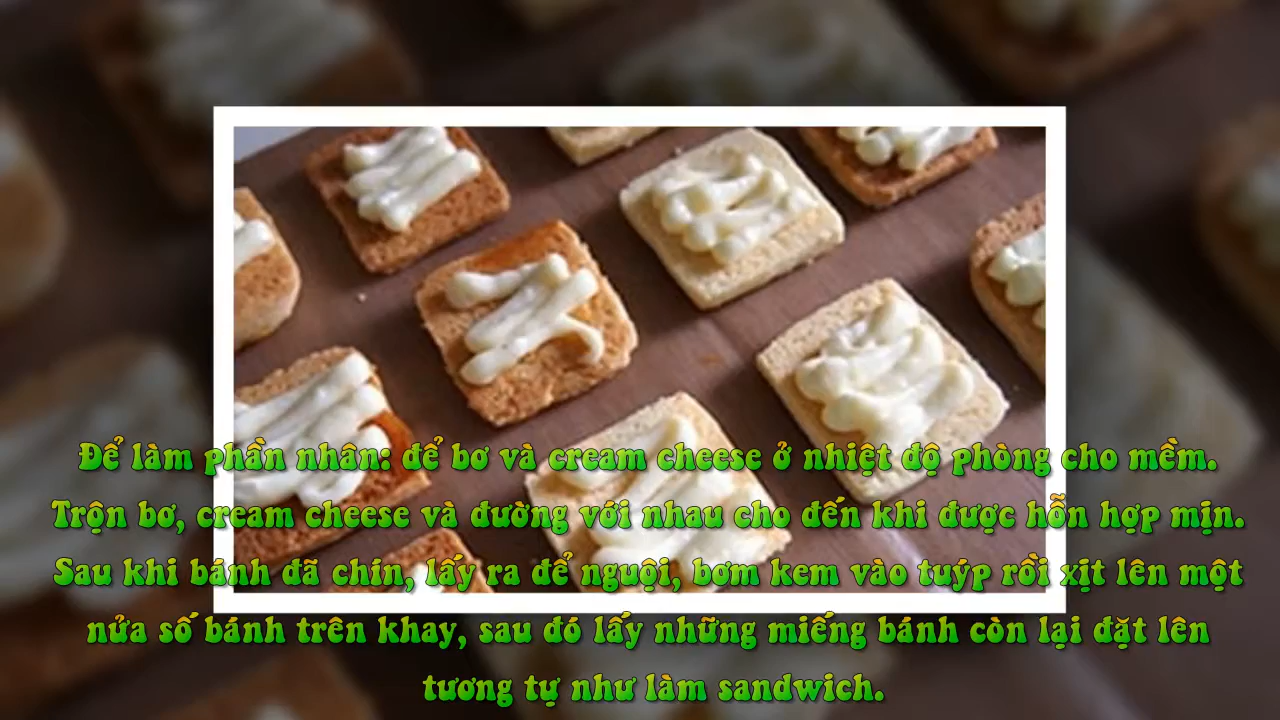 Để làm phần nhân: để bơ và cream cheese ở nhiệt độ phòng cho mềm.
Trộn bơ, cream cheese và đường với nhau cho đến khi được hỗn hợp mịn.
Sau khi bánh đã chín, lấy ra để nguội, bơm kem vào tuýp rồi xịt lên một
nửa số bánh trên khay, sau đó lấy những miếng bánh còn lại đặt lên
tương tự như làm sandwich.